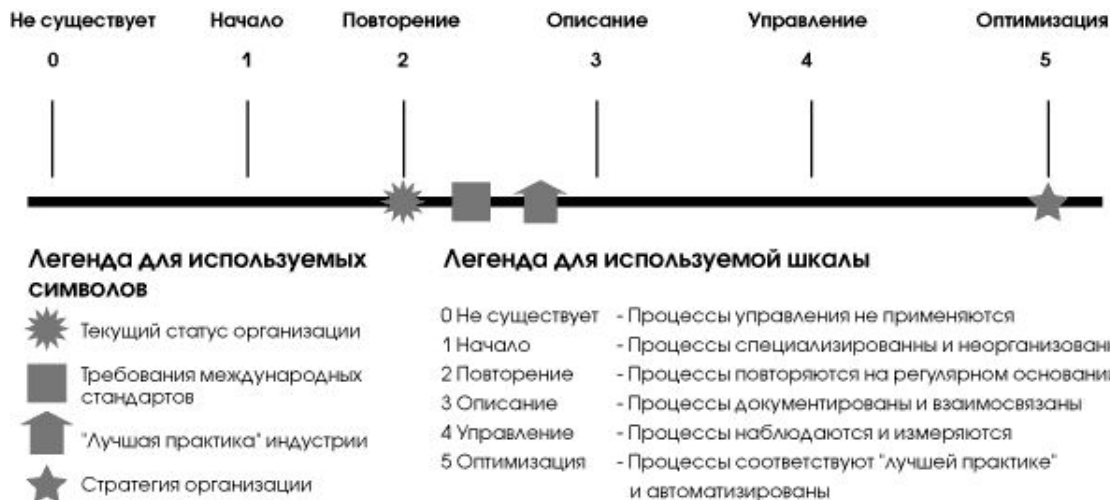 Не существует Начало Повторение Описание Управление Оптимизация
0 1 2 3 4 5
Легенда для используемых
символов
Текущий статус организации
Требования международных
стандартов
"Лучшая практика" индустрии
Стратегия организации
Легенда для используемой шкалы
0 Не существует - Процессы управления не применяются
1 Начало - Процессы специализированны и неорганизован
2 Повторение - Процессы повторяются на регулярном основани
3 Описание - Процессы документированы и взаимосвязаны
4 Управление - Процессы наблюдаются и измеряются
5 Оптимизация - Процессы соответствуют "лучшей практике"
и автоматизированы